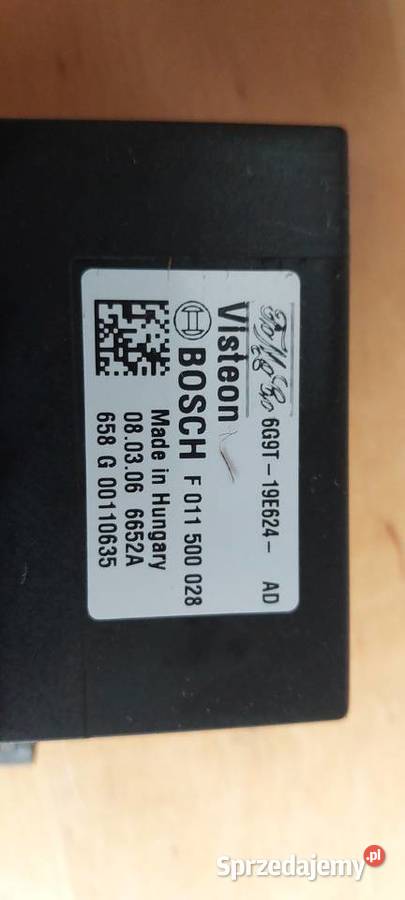 FoMoCo 6G9T-19E624- AD
Visteon
BOSCH F 011 500 028
Made in Hungary
08.03.06 6652A
658 G 00110635
Sprzedajemy.pl